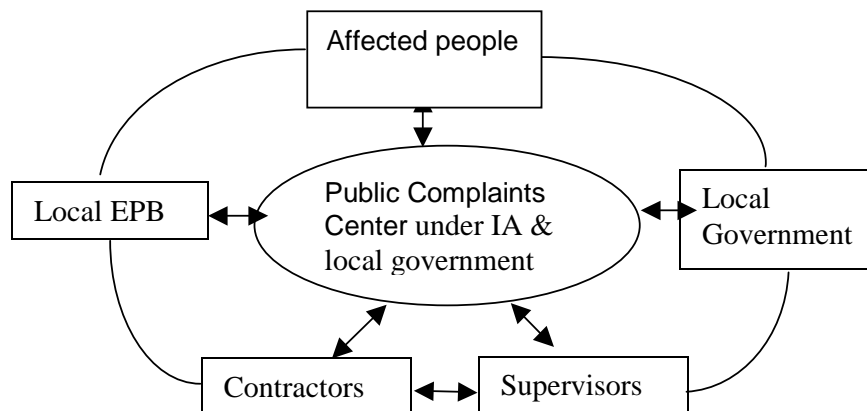 Affected people
Local EPB
Public Complaints
Center under IA &
local government
Local
Government
Contractors
Supervisors